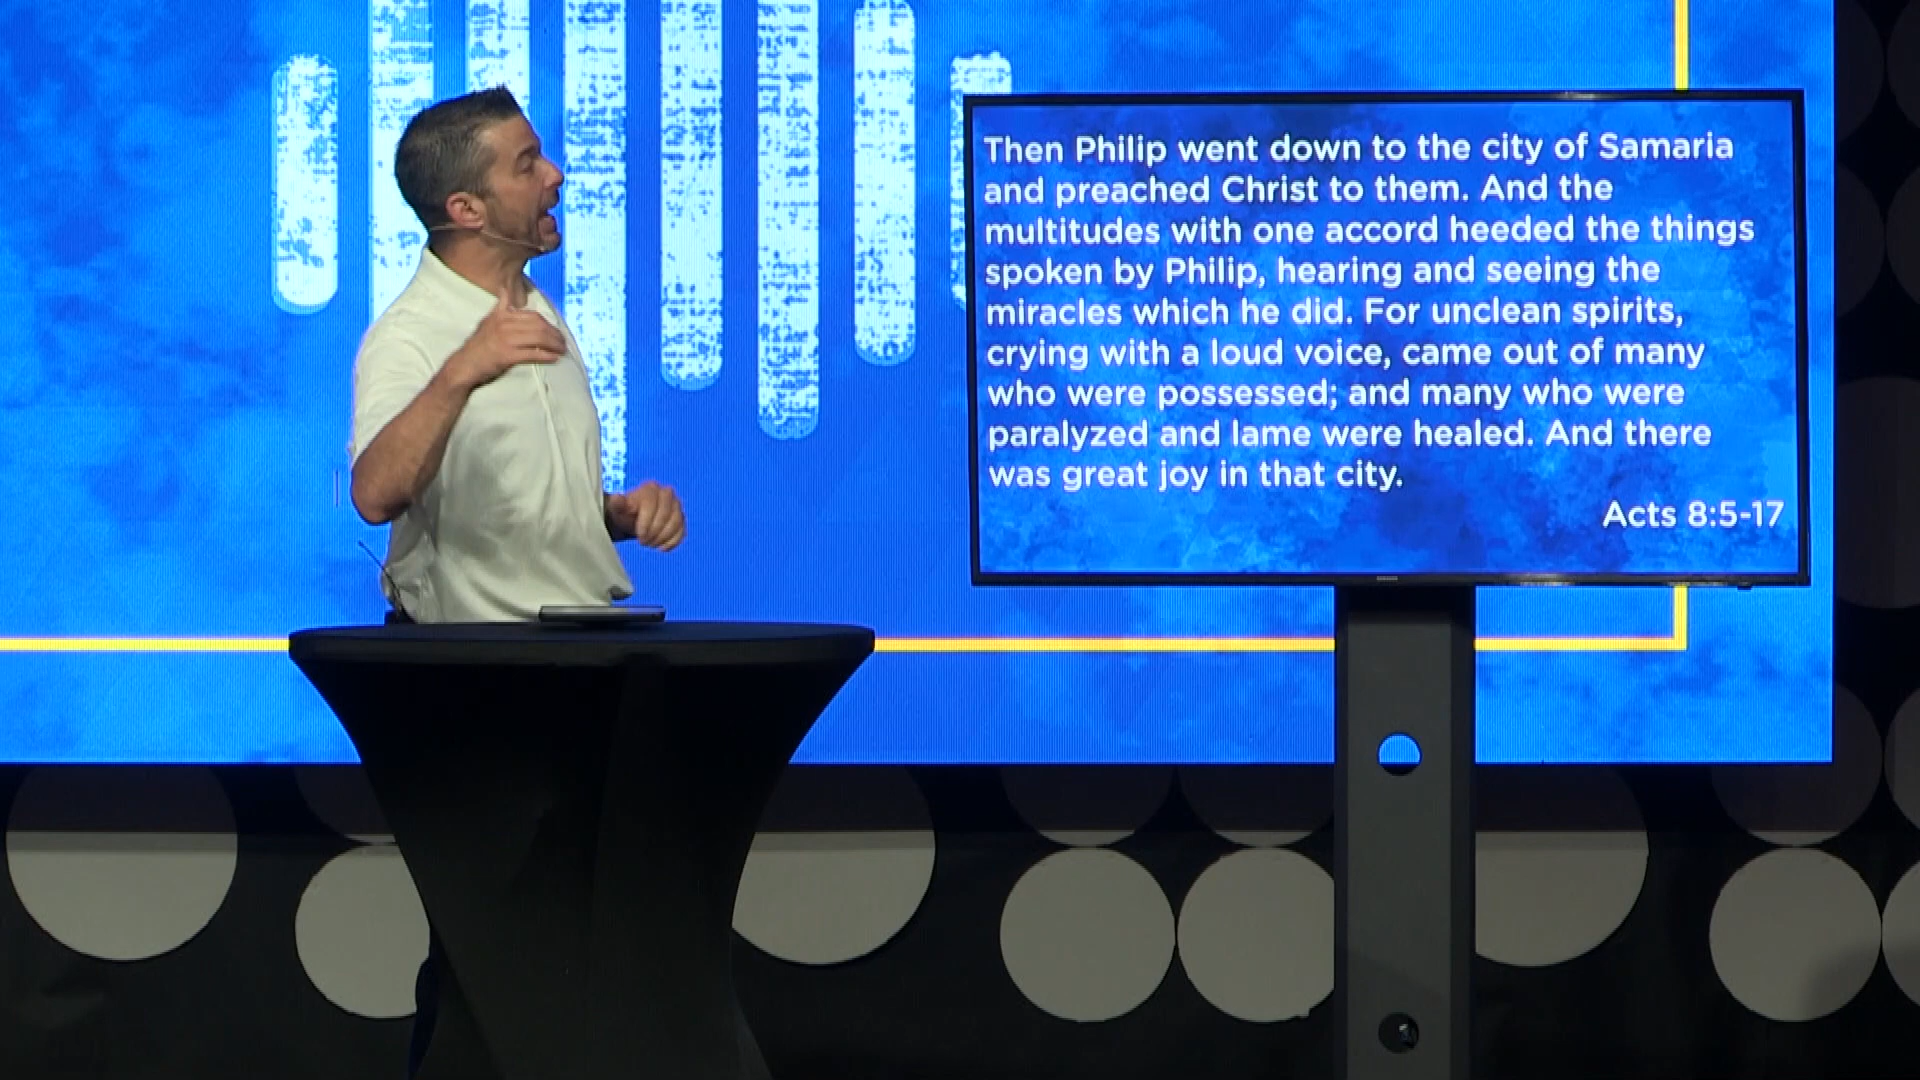 Then Philip went down to the city of Samaria
and preached Christ to them. And the
multitudes with one accord heeded the things
spoken by Philip, hearing and seeing the
miracles which he did. For unclean spirits,
crying with a loud voice, came out of many
who were possessed; and many who were
paralyzed and lame were healed. And there
was great joy in that city.
Acts 8:5-17